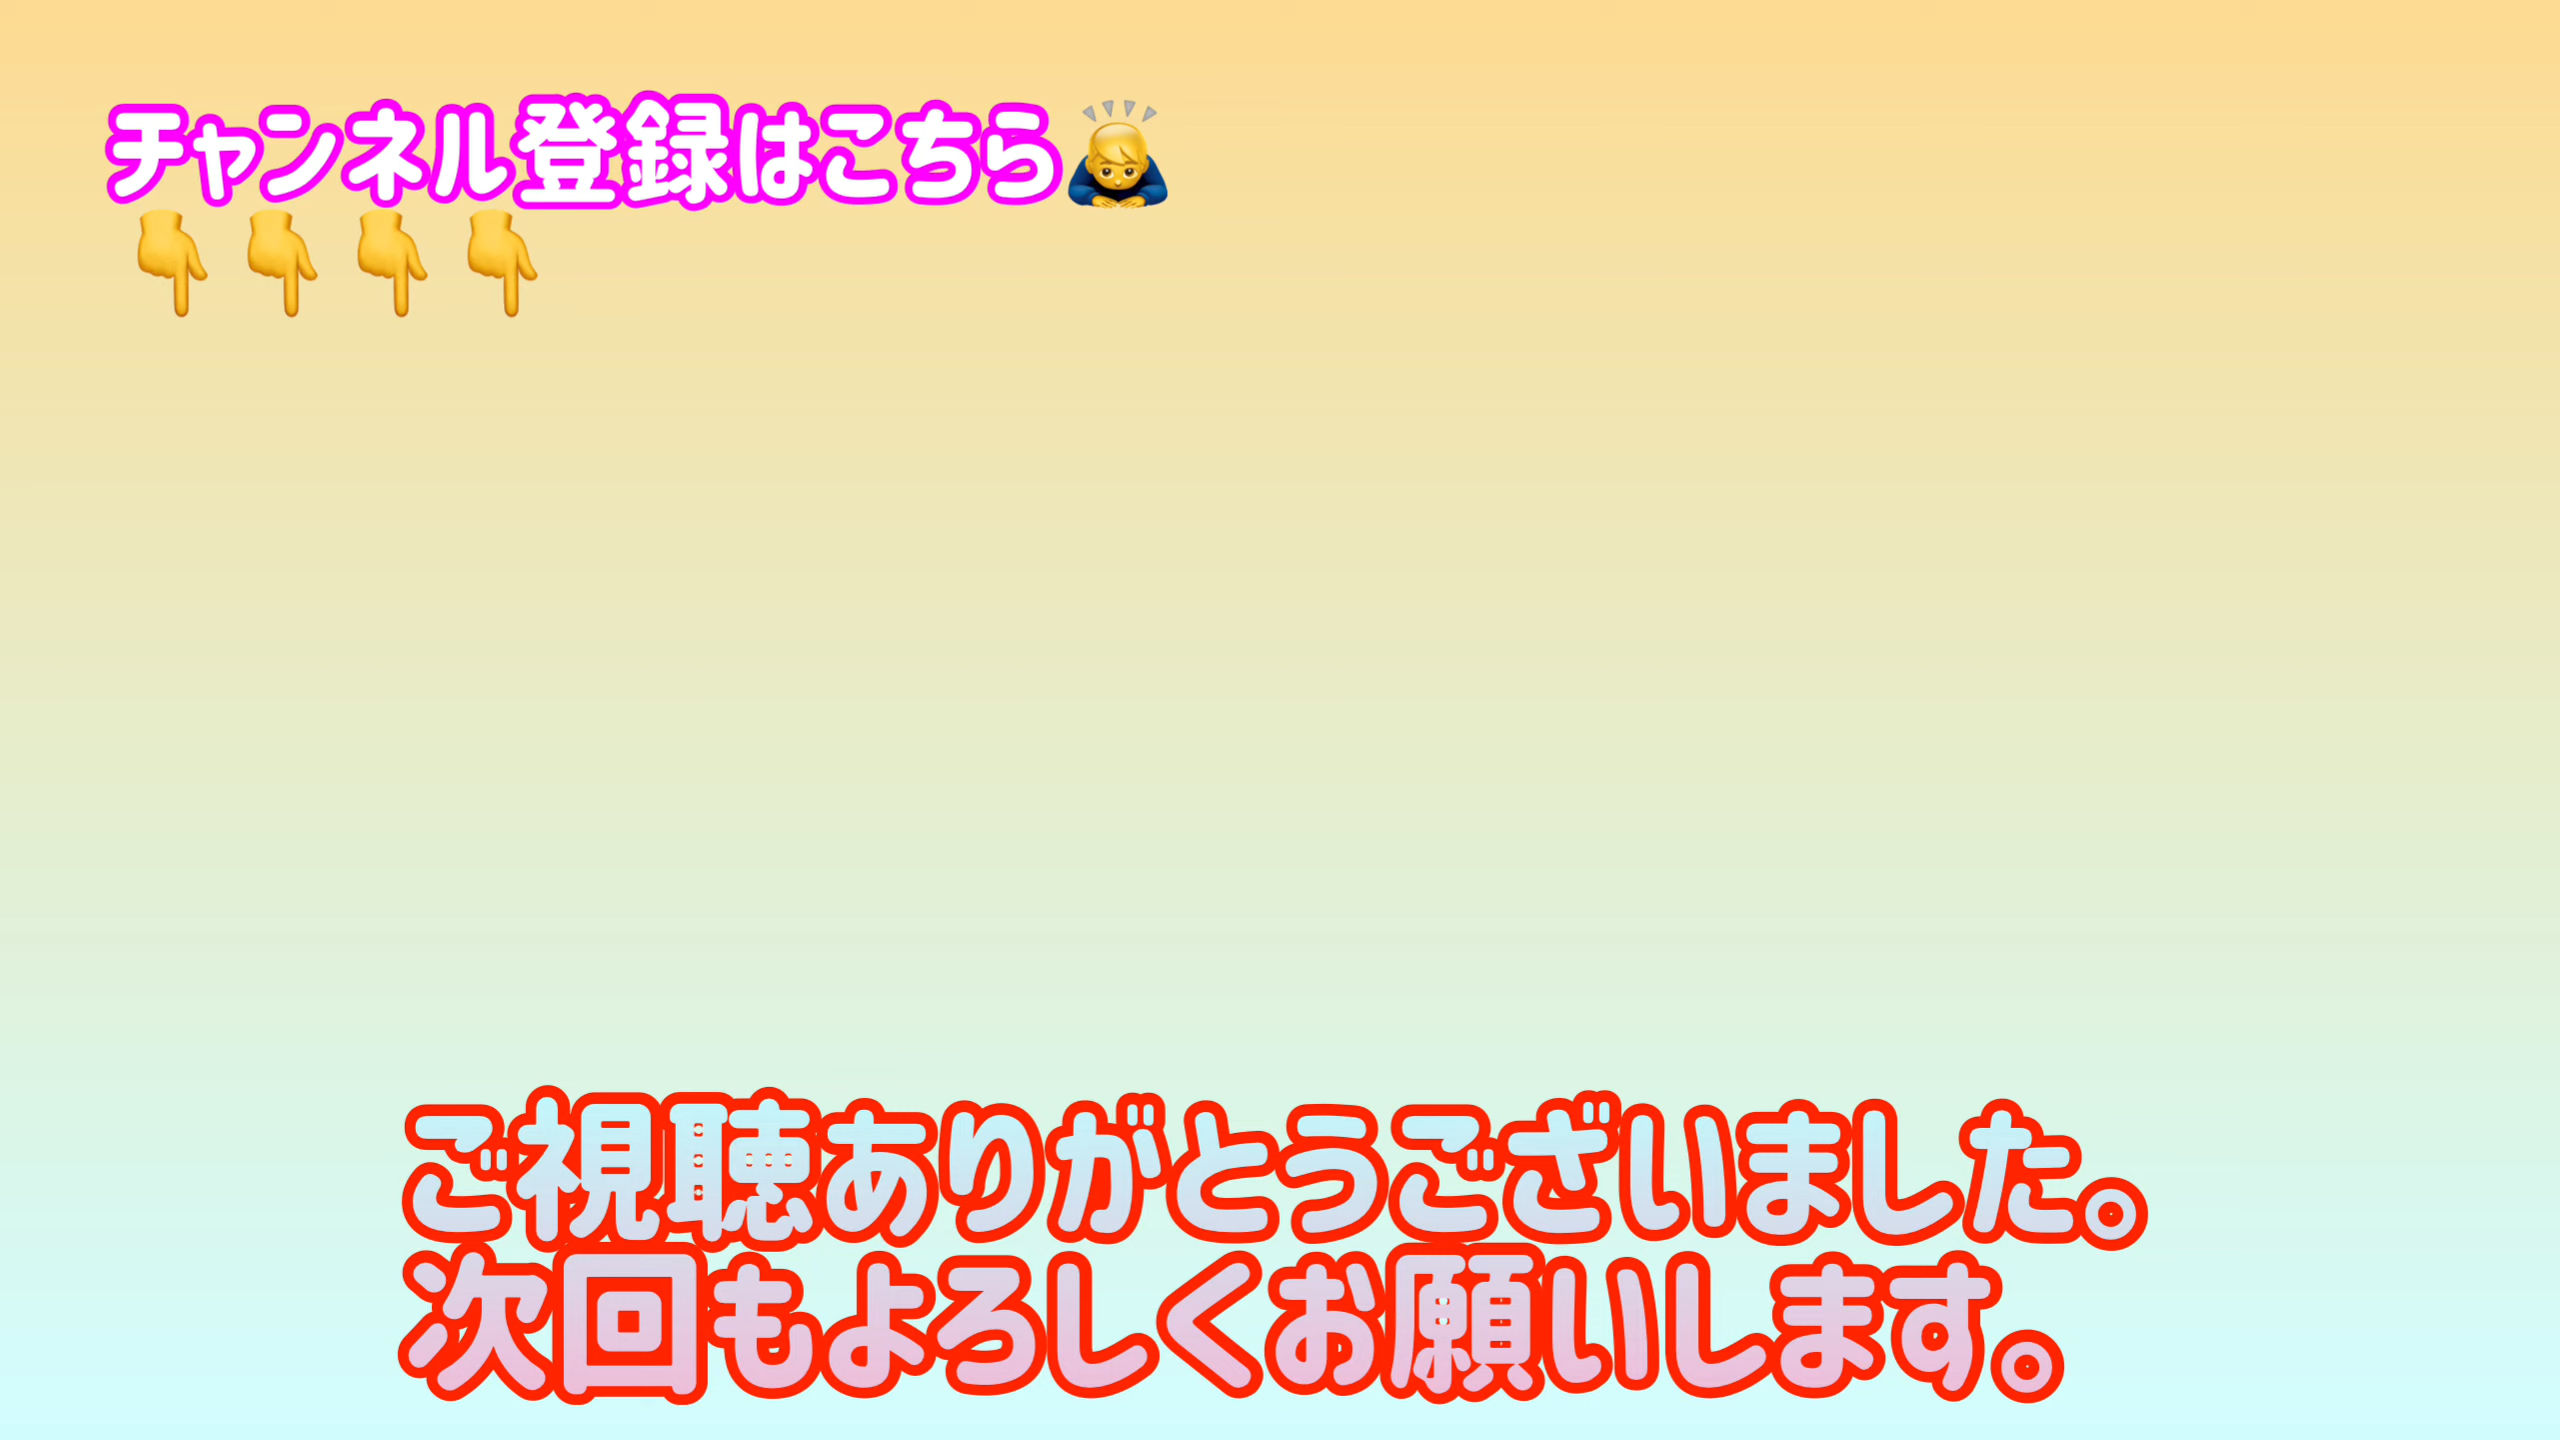 チャンネル登録はこちら🙇
👇👇👇👇
ご視聴ありがとうございました。
次回もよろしくお願いします。